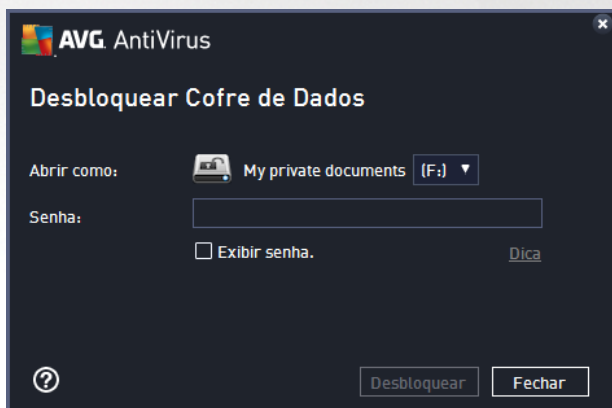 AVG. AntiVirus
Desbloquear Cofre de Dados
Abrir como: My private documents (F:)
Senha:
Exibir senha. Dica
Desbloquear Fechar